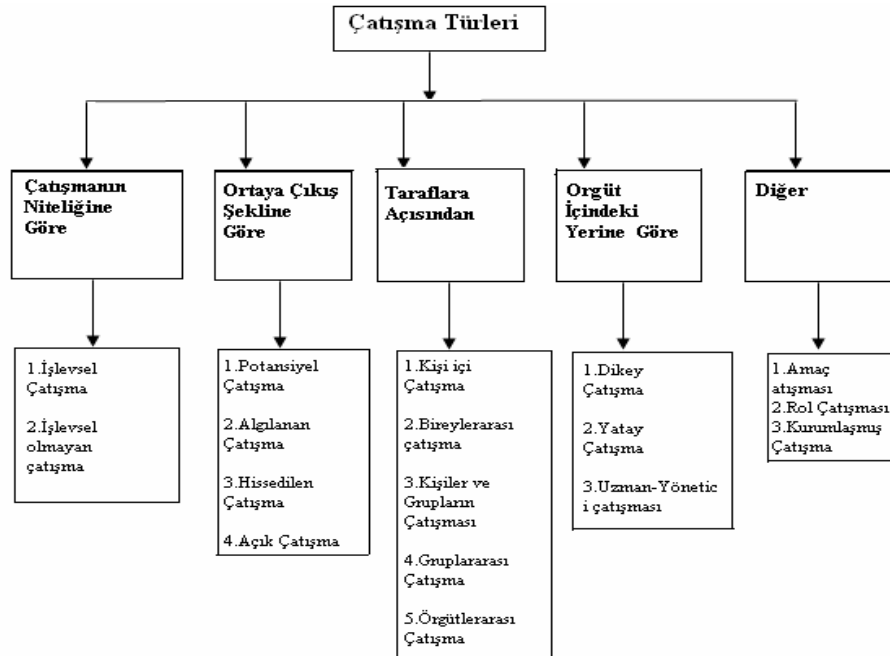 Çatışma Türleri
Çatışmanın
Niteliğine
Göre
Ortaya Çıkış
Şekline
Göre
Taraflara
Açısından
Orgüt
İçindeki
Yerine Göre
Diğer
1.İşlevsel
Çatışma
2.İşlevsel
olmayan
çatışma
1.Potansiyel
Çatışma
2.Algılanan
Çatışma
3.Hissedilen
Çatışma
4.Açık Çatışma
1.Kişi içi
Çatışma
2.Bireylerarası
çatışma
3.Kişiler ve
Grupların
Çatışması
4.Gruplararası
Çatışma
5.Örgütlerarası
Çatışma
1.Dikey
Çatışma
2.Yatay
Çatışma
3.Uzman-Yönetic
i çatışması
1.Amaç
atışması
2.Rol Çatışması
3.Kurumlaşmış
Çatışma